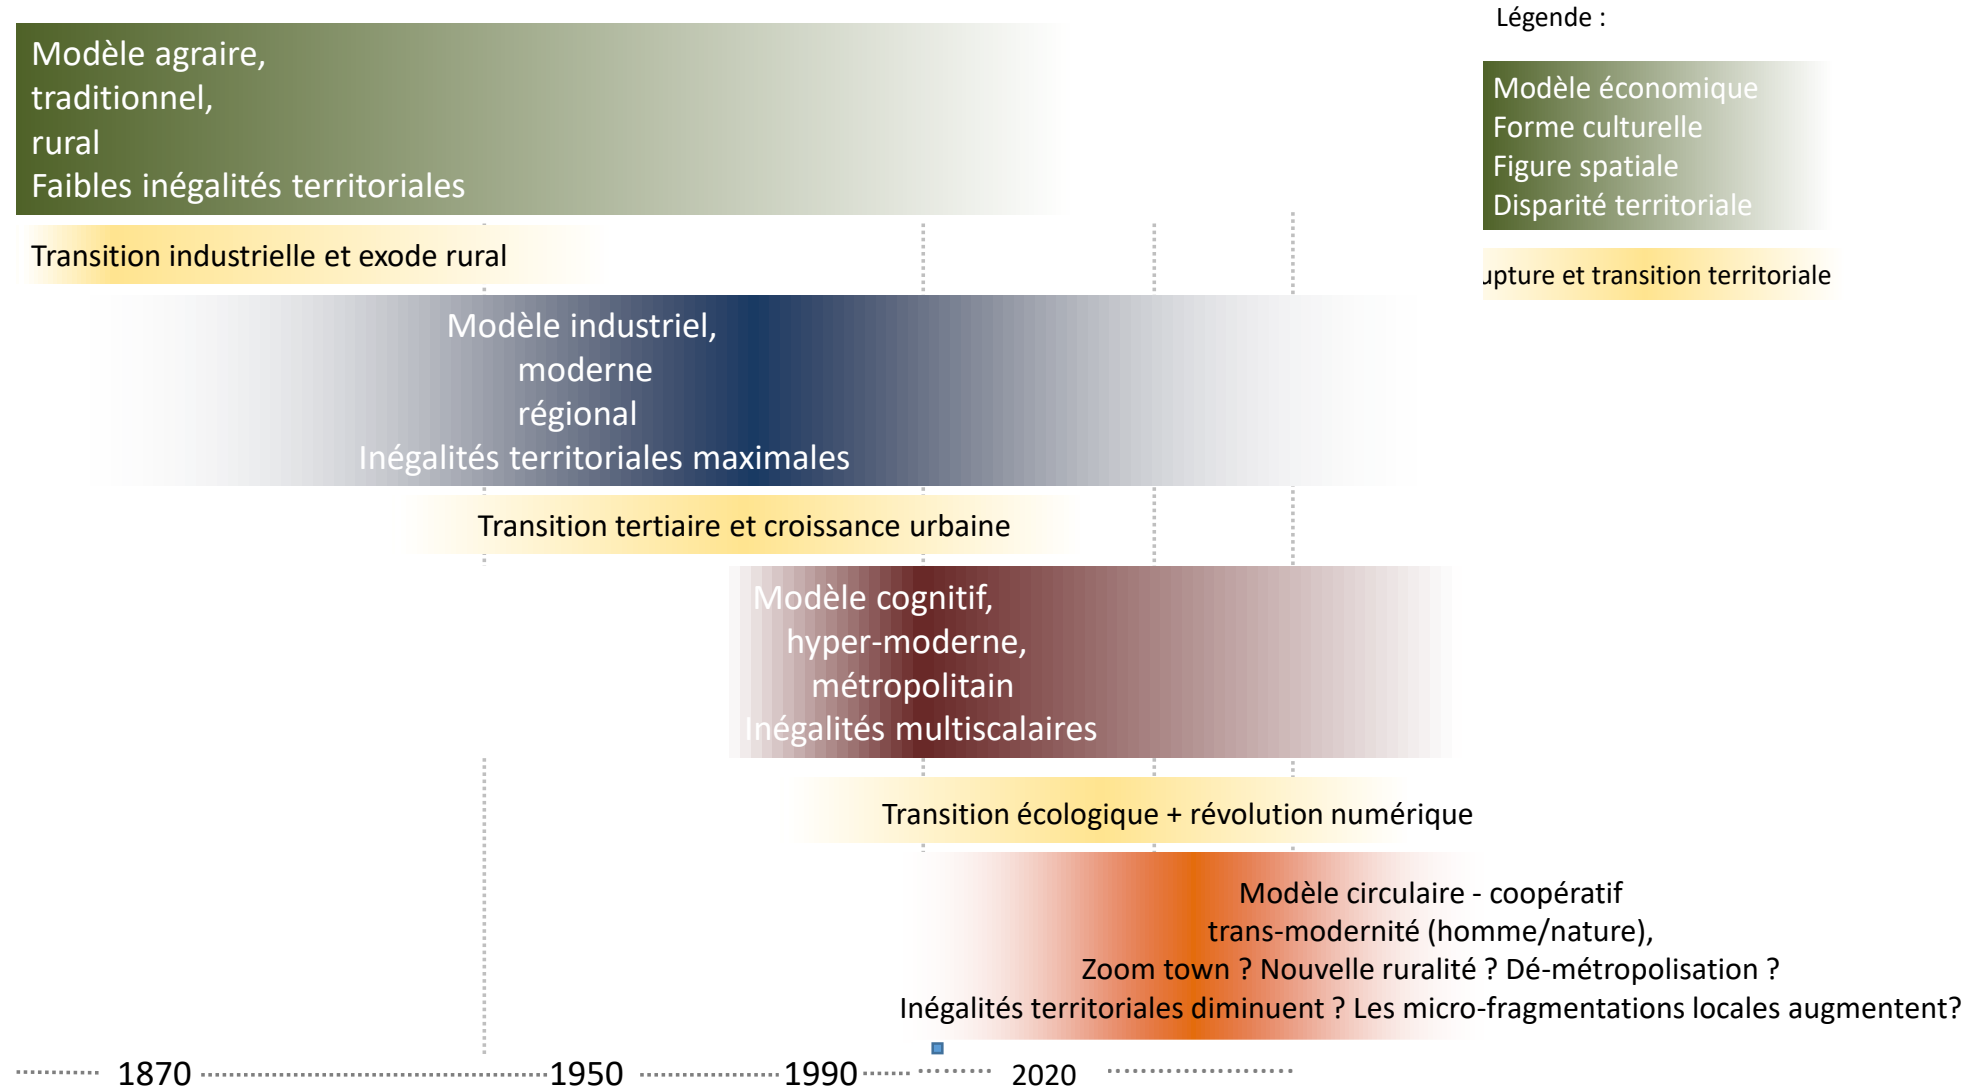 Légende :
Modèle agraire,
traditionnel,
rural
Faibles inégalités territoriales
Modèle économique
Forme culturelle
Figure spatiale
Disparité territoriale
Transition industrielle et exode rural
upture et transition territoriale
Modèle industriel,
moderne
régional
Inégalités territoriales maximales
Transition tertiaire et croissance urbaine
Modèle cognitif,
hyper-moderne,
métropolitain
Inégalités multiscalaires
Transition écologique + révolution numérique
Modèle circulaire - coopératif
trans-modernité (homme/nature),
Zoom town ? Nouvelle ruralité ? Dé-métropolisation ?
Inégalités territoriales diminuent ? Les micro-fragmentations locales augmentent?
1870 1950 1990 2020